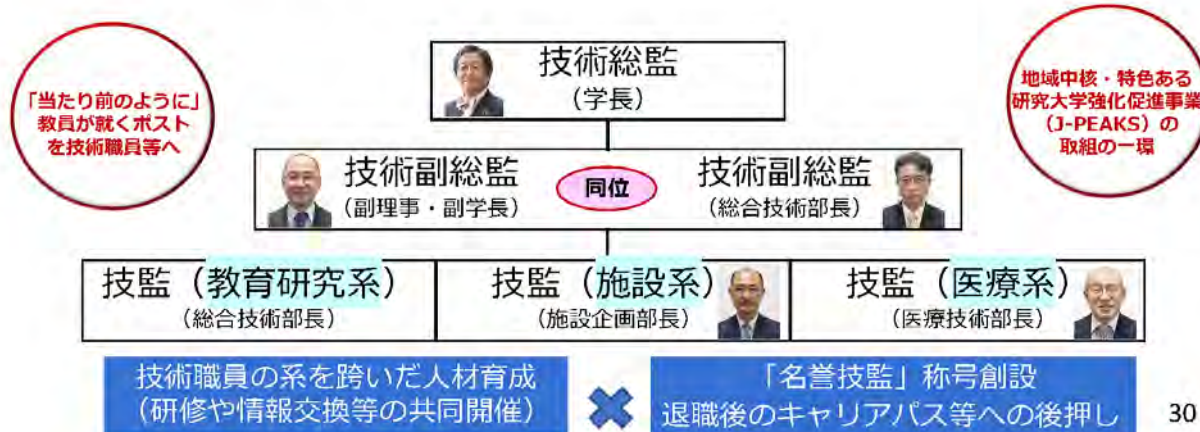 「当たり前のように」
教員が就くポスト
を技術職員等へ
技術総監
（学長）
地域中核・特色ある
研究大学強化促進事業
（J-PEAKS）の
取組の一環
技術副総監
（副理事・副学長）
同位
技術副総監
（総合技術部長）
技監（教育研究系）
（総合技術部長）
技監（施設系）
（施設企画部長）
技監（医療系）
（医療技術部長）
技術職員の系を跨いだ人材育成
（研修や情報交換等の共同開催）
「名誉技監」称号創設
退職後のキャリアパス等への後押し
30